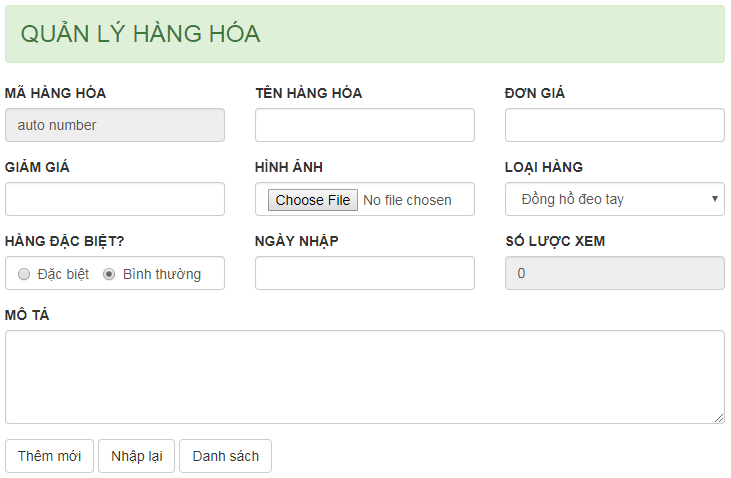 QUẢN LÝ HÀNG HÓA
MÃ HÀNG HÓA TÊN HÀNG HÓA ĐƠN GIÁ
auto number
GIẢM GIÁ HÌNH ẢNH LOẠI HÀNG
Choose File No file chosen Đồng hồ đeo tay
HÀNG ĐẶC BIỆT? NGÀY NHẬP SỐ LƯỢC XEM
Đặc biệt Bình thường 0
MÔ TẢ
Thêm mới Nhập lại Danh sách